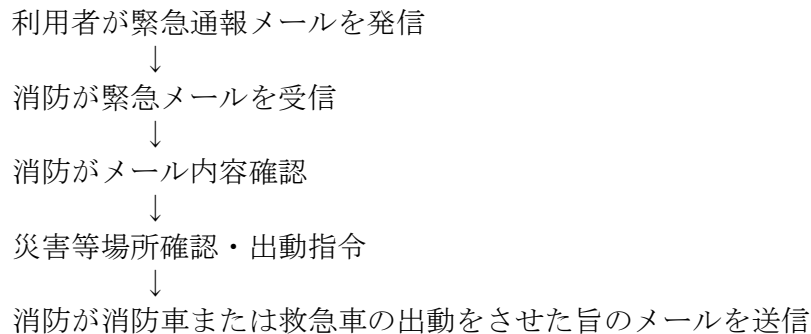 利用者が緊急通報メールを発信
↓
消防が緊急メールを受信
↓
消防がメール内容確認
↓
災害等場所確認・出動指令
↓
消防が消防車または救急車の出動をさせた旨のメールを送信